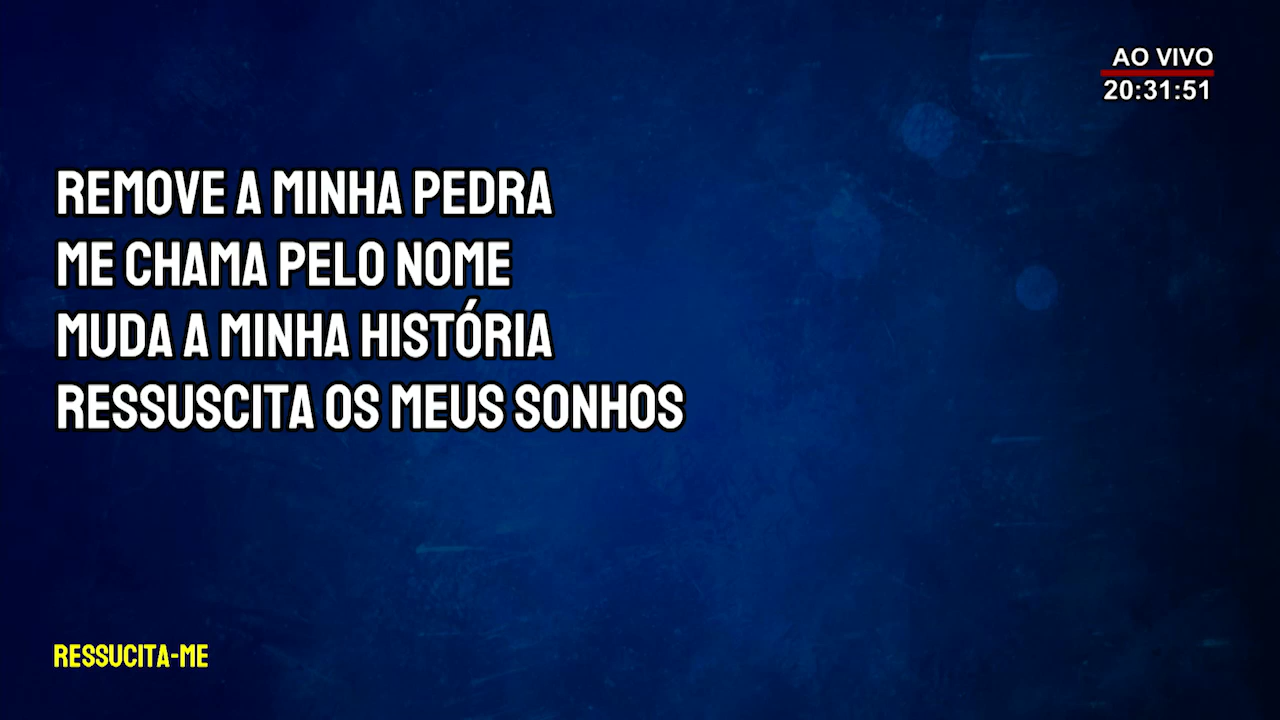 AO VIVO
20:31:51
REMOVE A MINHA PEDRA
ME CHAMA PELO NOME
MUDA A MINHA HISTÓRIA
RESSUSCITA OS MEUS SONHOS
RESSUCITA-ME